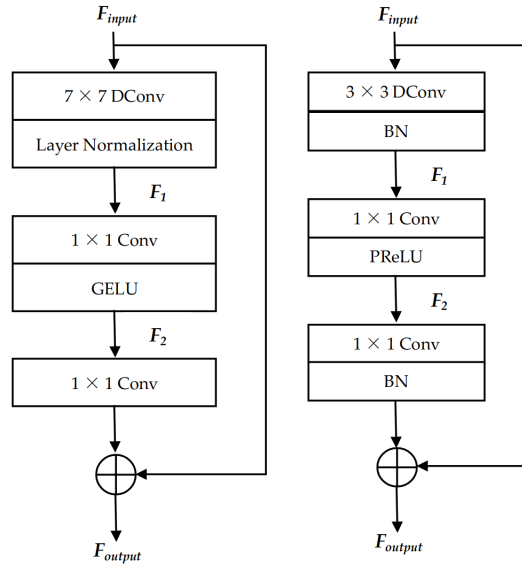 F_input
7 × 7 DConv
Layer Normalization
F_1
1 × 1 Conv
GELU
F_2
1 × 1 Conv
F_output
F_input
3 × 3 DConv
BN
F_1
1 × 1 Conv
PReLU
F_2
1 × 1 Conv
BN
F_output